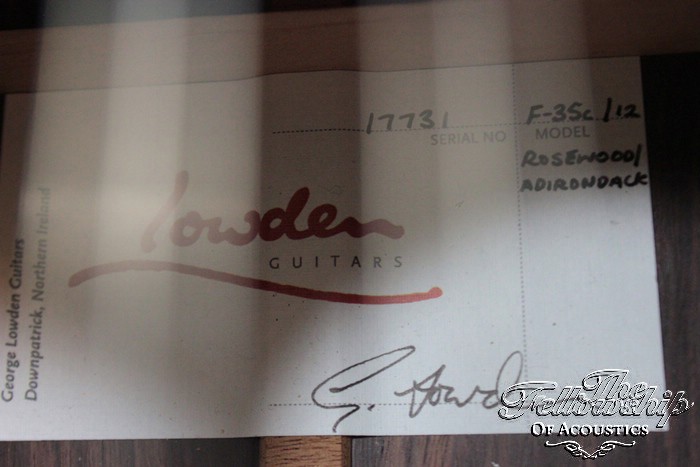 17731
SERIAL NO
F-35c/12
MODEL
ROSEWOOD/
ADIRONDACK
Lowden
GUITARS
George Lowden Guitars
Downpatrick, Northern Ireland
G. Lowd
The
Fellowship
OF ACOUSTICS